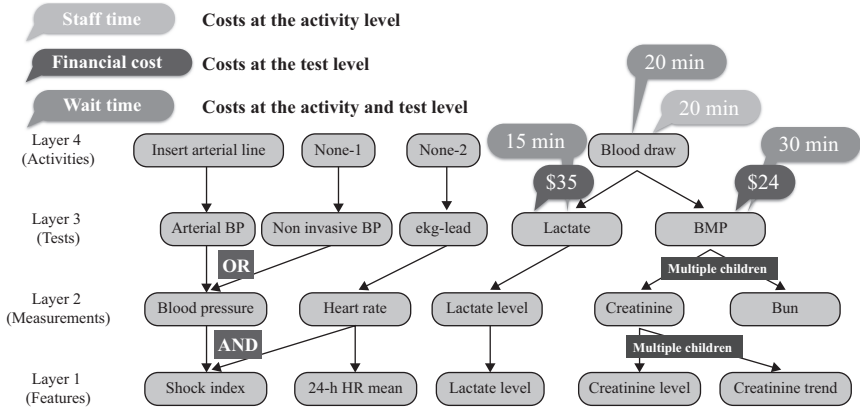 Staff time Costs at the activity level
Financial cost Costs at the test level
Wait time Costs at the activity and test level
20 min
20 min
15 min
30 min
$35
$24
Layer 4
(Activities)
Insert arterial line None-1 None-2 Blood draw
Layer 3
(Tests)
Arterial BP Non invasive BP ekg-lead Lactate BMP
OR
Multiple children
Layer 2
(Measurements)
Blood pressure Heart rate Lactate level Creatinine Bun
AND
Multiple children
Layer 1
(Features)
Shock index 24-h HR mean Lactate level Creatinine level Creatinine trend